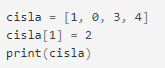 cisla = [1, 0, 3, 4]
cisla[1] = 2
print(cisla)